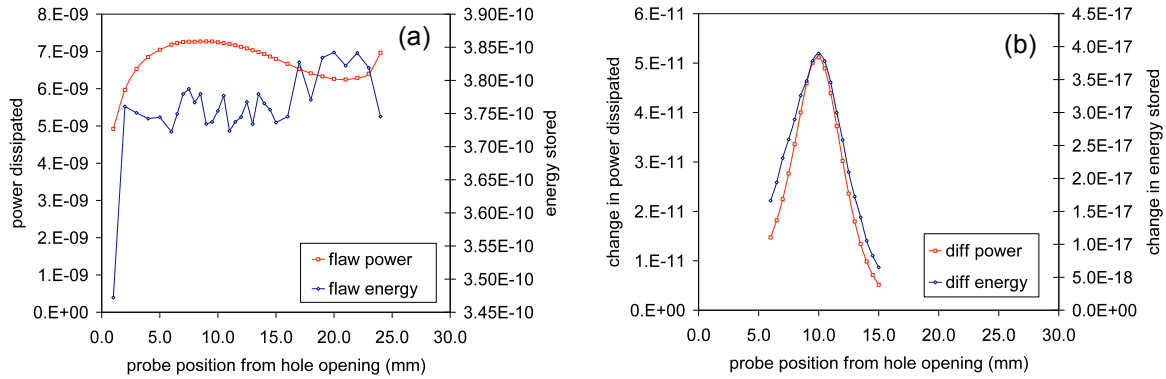 (a)
power dissipated
8.E-09
7.E-09
6.E-09
5.E-09
4.E-09
3.E-09
2.E-09
1.E-09
0.E+00
0.0 5.0 10.0 15.0 20.0 25.0 30.0
probe position from hole opening (mm)
3.90E-10
3.85E-10
3.80E-10
3.75E-10
3.70E-10
3.65E-10
3.60E-10
3.55E-10
3.50E-10
3.45E-10
energy stored
flaw power
flaw energy
(b)
change in power dissipated
6.E-11
5.E-11
4.E-11
3.E-11
2.E-11
1.E-11
0.E+00
0.0 5.0 10.0 15.0 20.0 25.0 30.0
probe position from hole opening (mm)
4.5E-17
4.0E-17
3.5E-17
3.0E-17
2.5E-17
2.0E-17
1.5E-17
1.0E-17
5.0E-18
0.0E+00
change in energy stored
diff power
diff energy